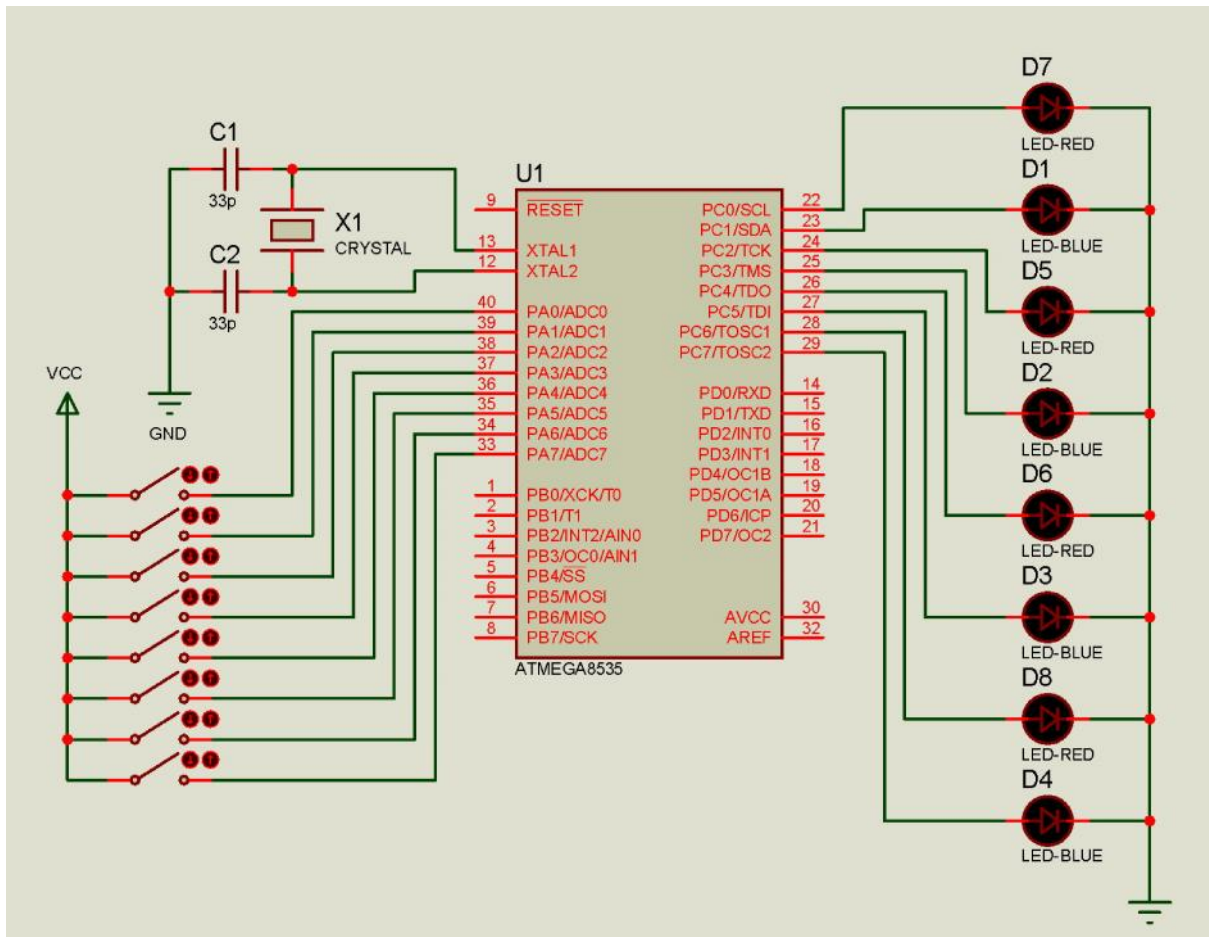 D7
LED-RED
C1
33p
X1
CRYSTAL
C2
33p
VCC
GND
U1
9 RESET
13 XTAL1
12 XTAL2
40 PA0/ADC0
39 PA1/ADC1
38 PA2/ADC2
37 PA3/ADC3
36 PA4/ADC4
35 PA5/ADC5
34 PA6/ADC6
33 PA7/ADC7
1 PB0/XCK/T0
2 PB1/T1
3 PB2/INT2/AIN0
4 PB3/OC0/AIN1
5 PB4/SS
6 PB5/MOSI
7 PB6/MISO
8 PB7/SCK
PC0/SCL 22
PC1/SDA 23
PC2/TCK 24
PC3/TMS 25
PC4/TDO 26
PC5/TDI 27
PC6/TOSC1 28
PC7/TOSC2 29
PD0/RXD 14
PD1/TXD 15
PD2/INT0 16
PD3/INT1 17
PD4/OC1B 18
PD5/OC1A 19
PD6/ICP 20
PD7/OC2 21
AVCC 30
AREF 32
ATMEGA8535
D1
LED-BLUE
D5
LED-RED
D2
LED-BLUE
D6
LED-RED
D3
LED-BLUE
D8
LED-RED
D4
LED-BLUE